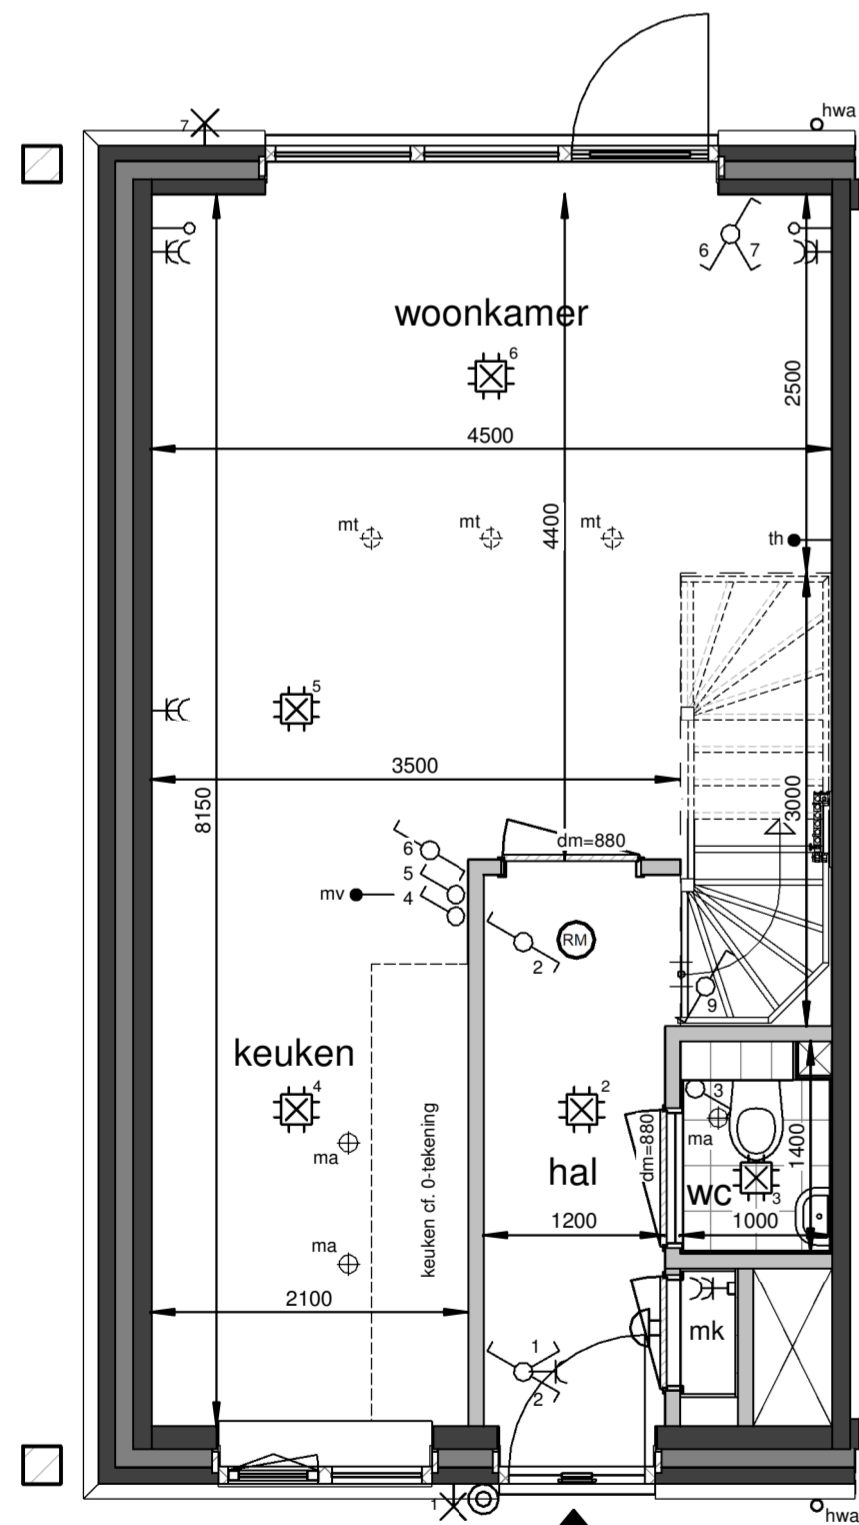 hwa
7
6 7
woonkamer
6
2500
4500
mt mt mt
4400
th
5
3500
8150
3000
dm=880
6
5
4
mv
RM
2
9
keuken
4
2
3
ma
ma
1400
dm=880
keuken cf. 0-tekening
hal
wc
3
1200
1000
ma
2100
mk
1
2
1
hwa